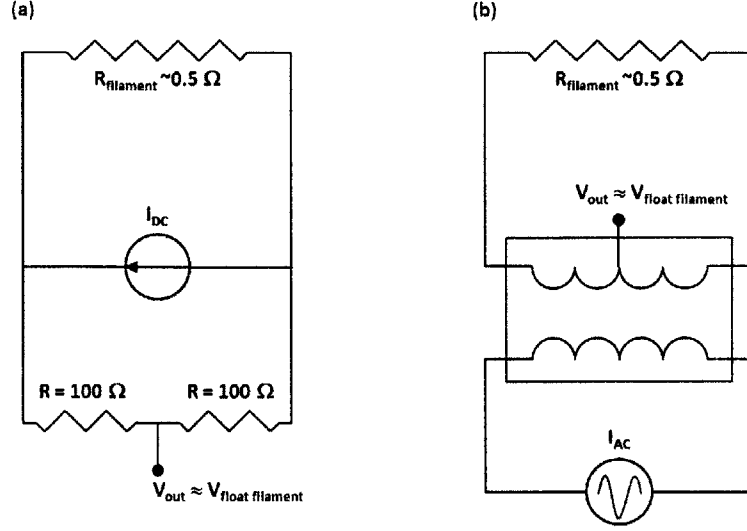 (a)
R_filament ~0.5 Ω
I_DC
R = 100 Ω R = 100 Ω
V_out ≈ V_float filament
(b)
R_filament ~0.5 Ω
V_out ≈ V_float filament
I_AC